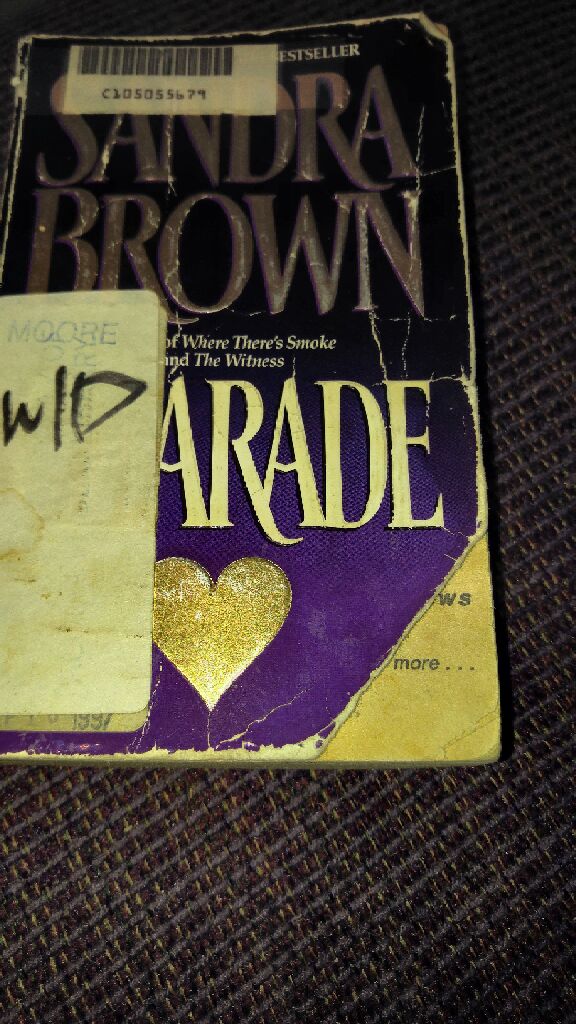 ESTSELLER
C105055679
SANDRA
BROWN
MOORE
of Where There's Smoke
and The Witness
W/D
ARADE
ws
more . . .
1997